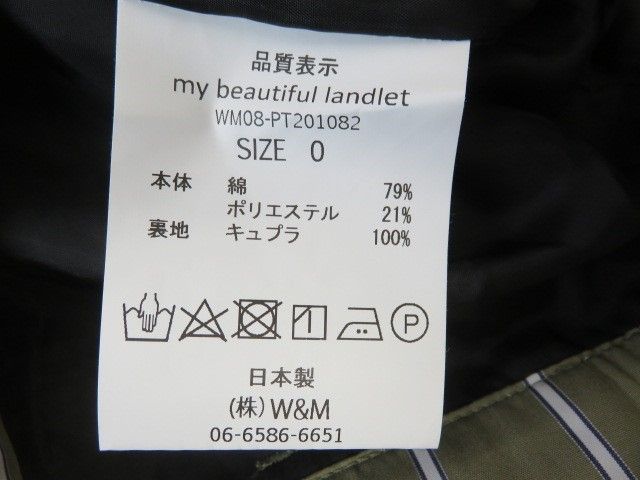 品質表示
my beautiful landlet
WM08-PT201082
SIZE 0
本体 綿 79%
ポリエステル 21%
裏地 キュプラ 100%
P
日本製
(株) W&M
06-6586-6651